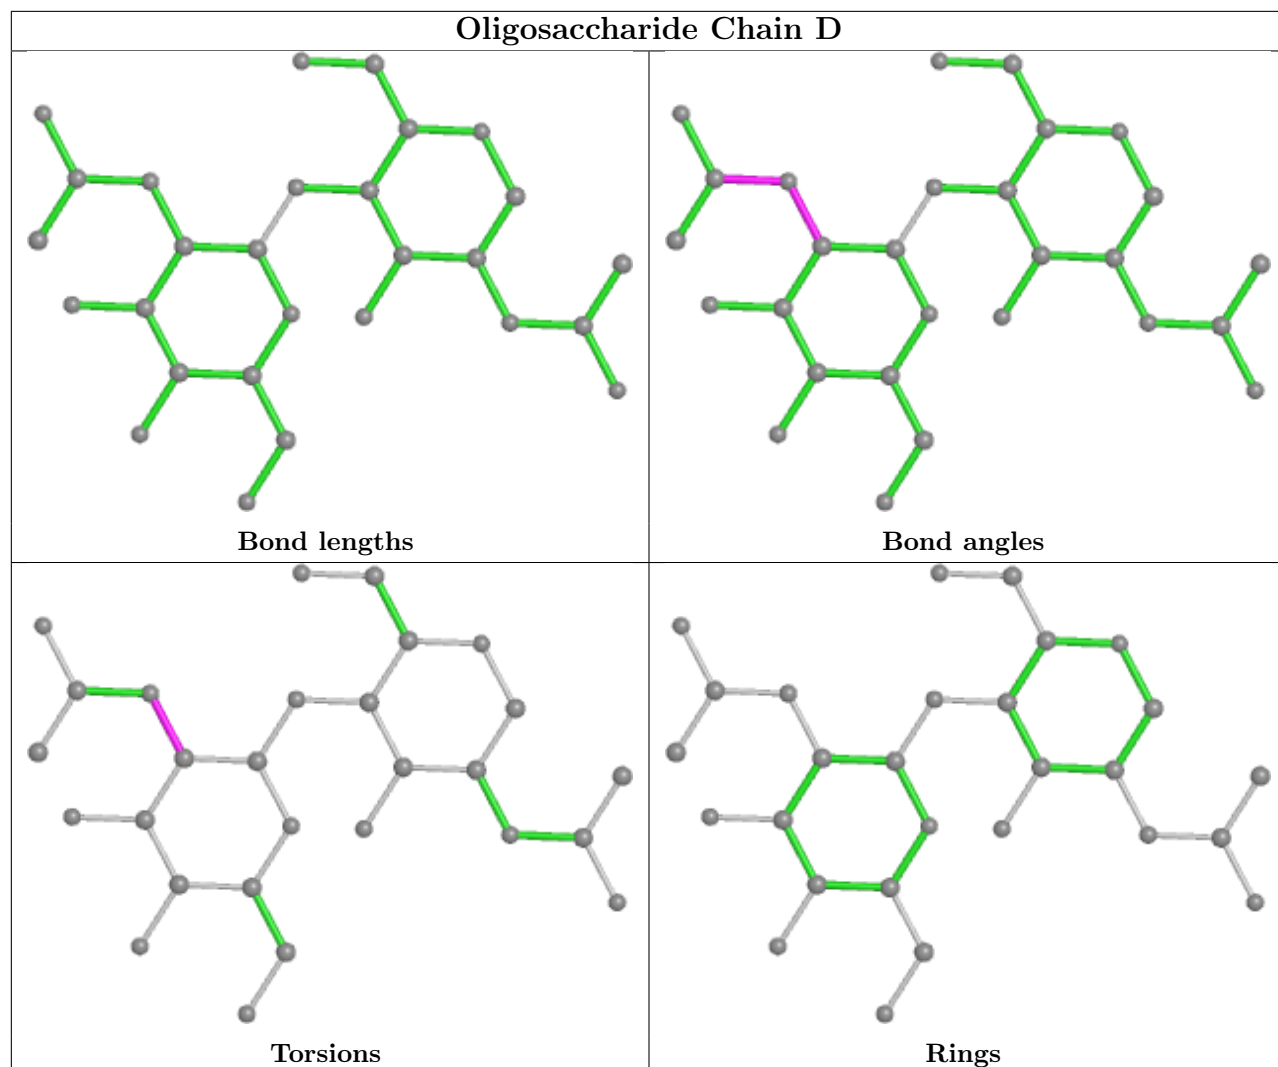 Oligosaccharide Chain D
Bond lengths
Bond angles
Torsions
Rings